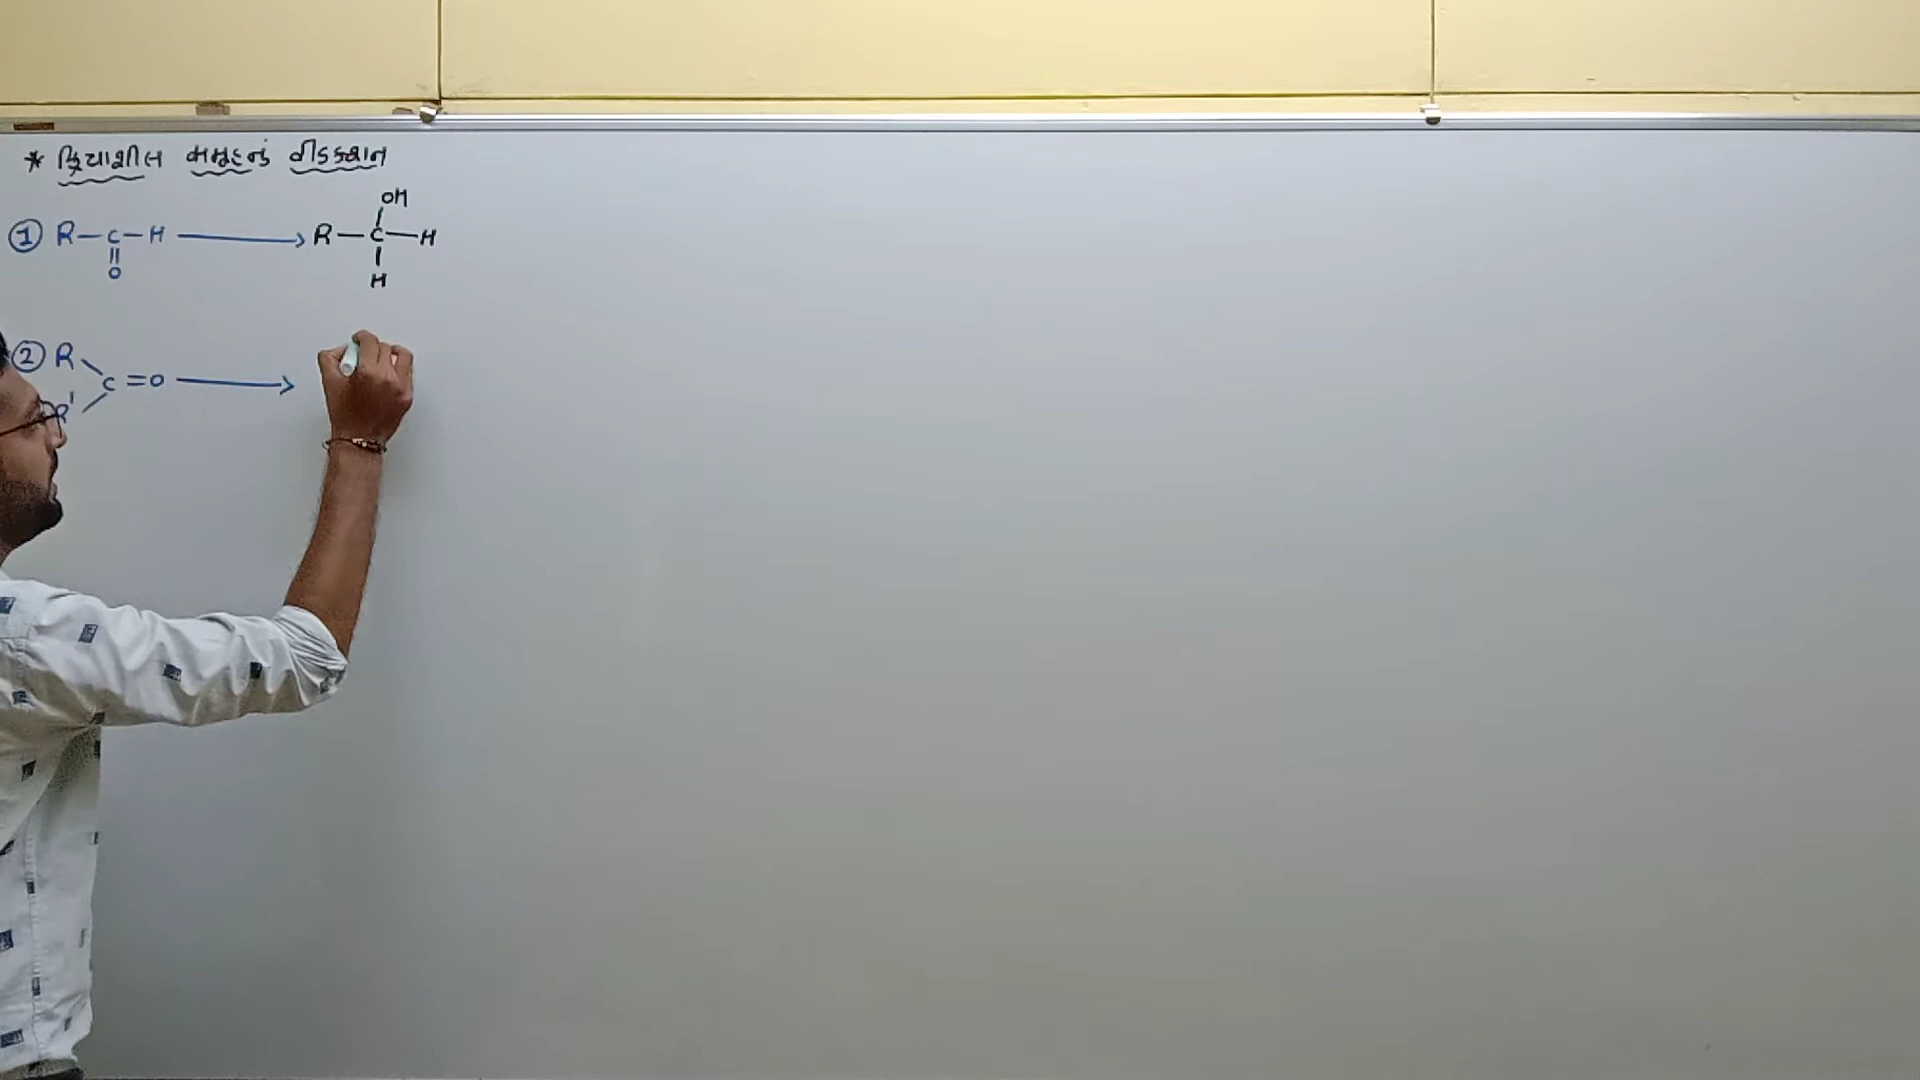 * ક્રિયાશીલ સમૂહનું રીડક્શન
OH
① R—C—H ⟶ R—C—H
|| |
O H
② R
C=O ⟶
R'